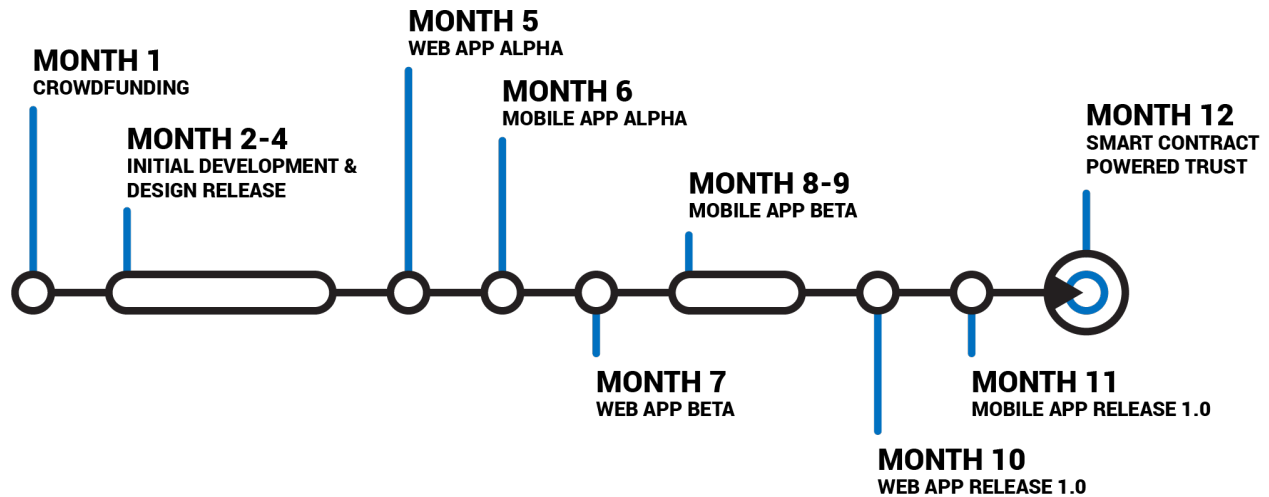 MONTH 1
CROWDFUNDING
MONTH 2-4
INITIAL DEVELOPMENT &
DESIGN RELEASE
MONTH 5
WEB APP ALPHA
MONTH 6
MOBILE APP ALPHA
MONTH 7
WEB APP BETA
MONTH 8-9
MOBILE APP BETA
MONTH 10
WEB APP RELEASE 1.0
MONTH 11
MOBILE APP RELEASE 1.0
MONTH 12
SMART CONTRACT
POWERED TRUST